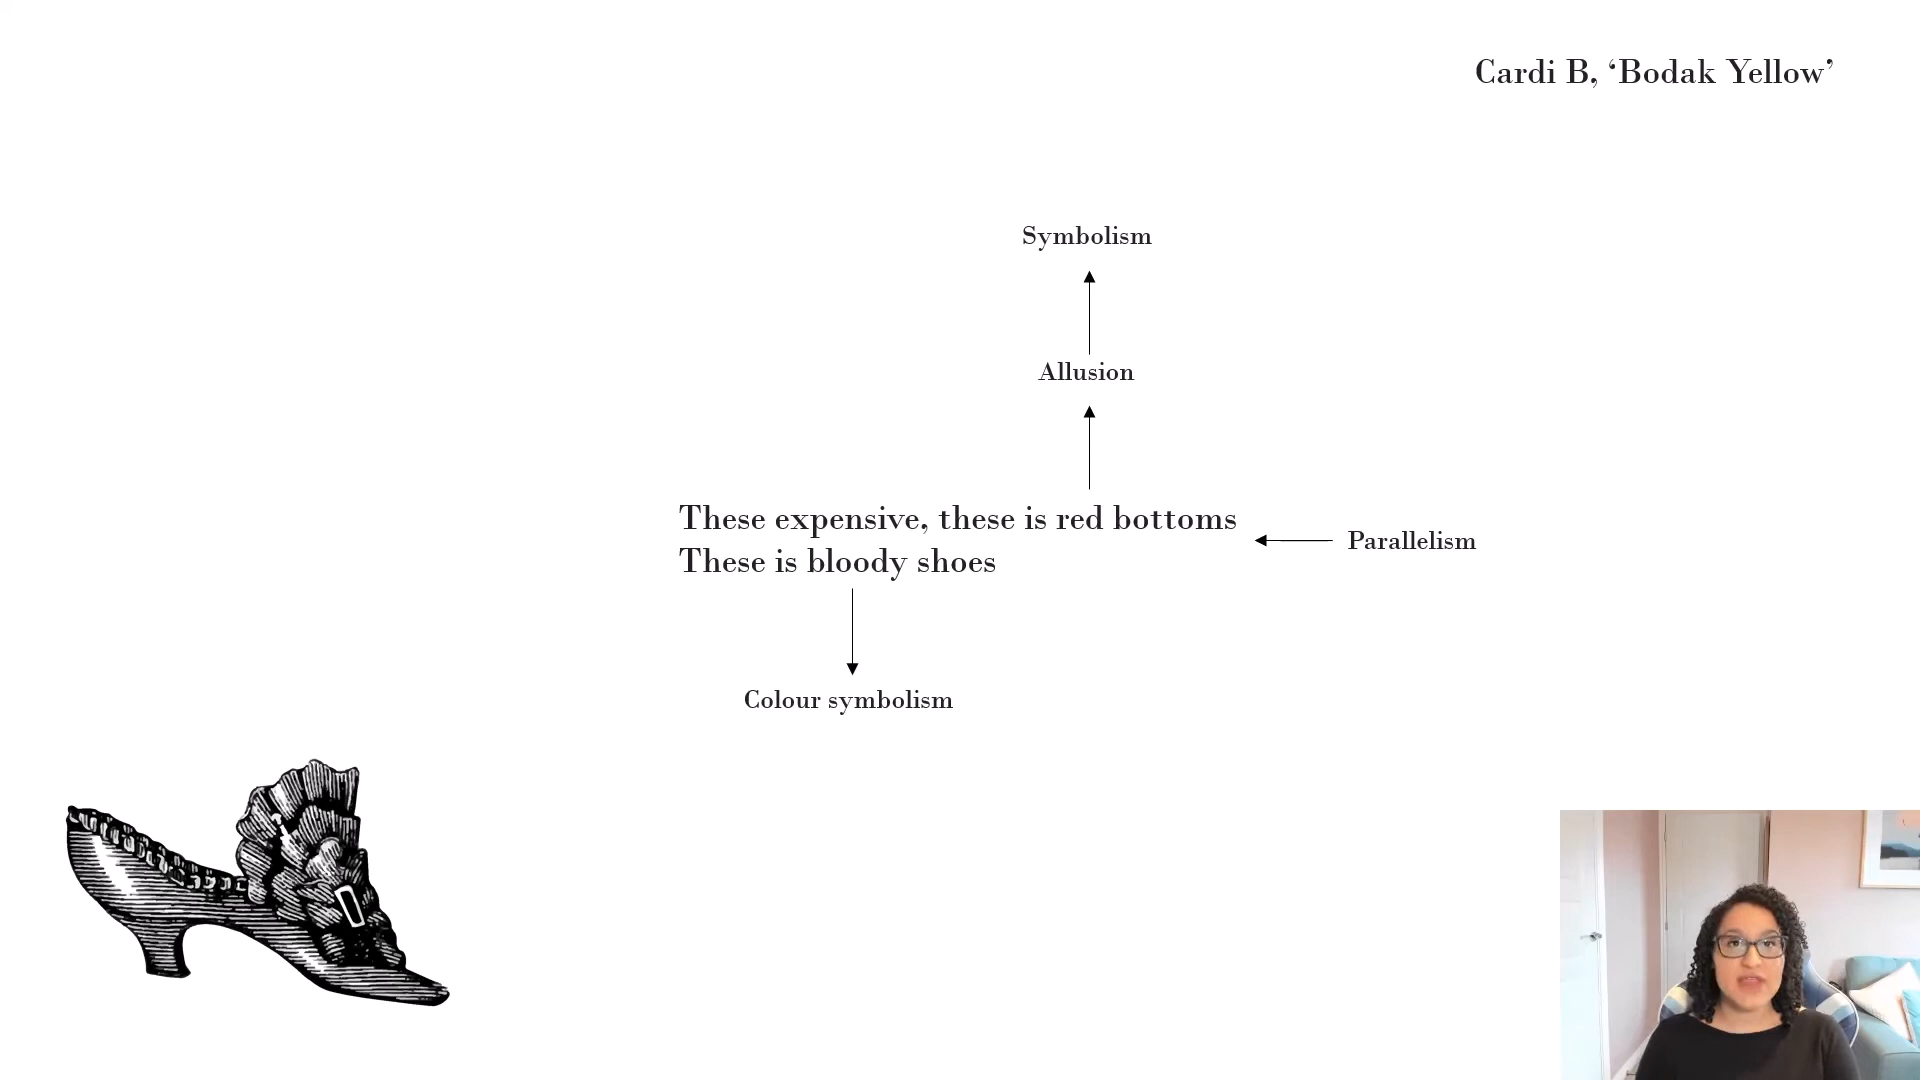 Cardi B, ‘Bodak Yellow’
Symbolism
Allusion
These expensive, these is red bottoms
These is bloody shoes
Parallelism
Colour symbolism